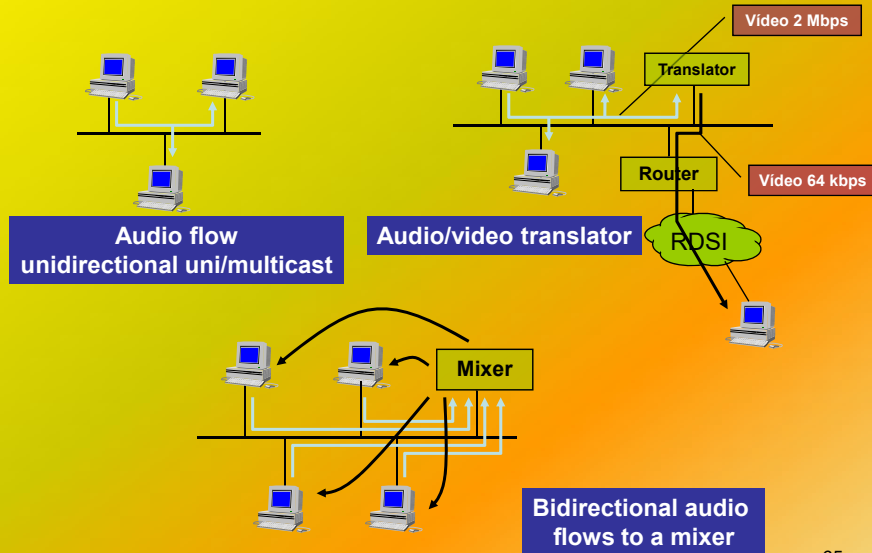 Vídeo 2 Mbps
Translator
Router
Vídeo 64 kbps
RDSI
Audio flow
unidirectional uni/multicast
Audio/video translator
Mixer
Bidirectional audio
flows to a mixer